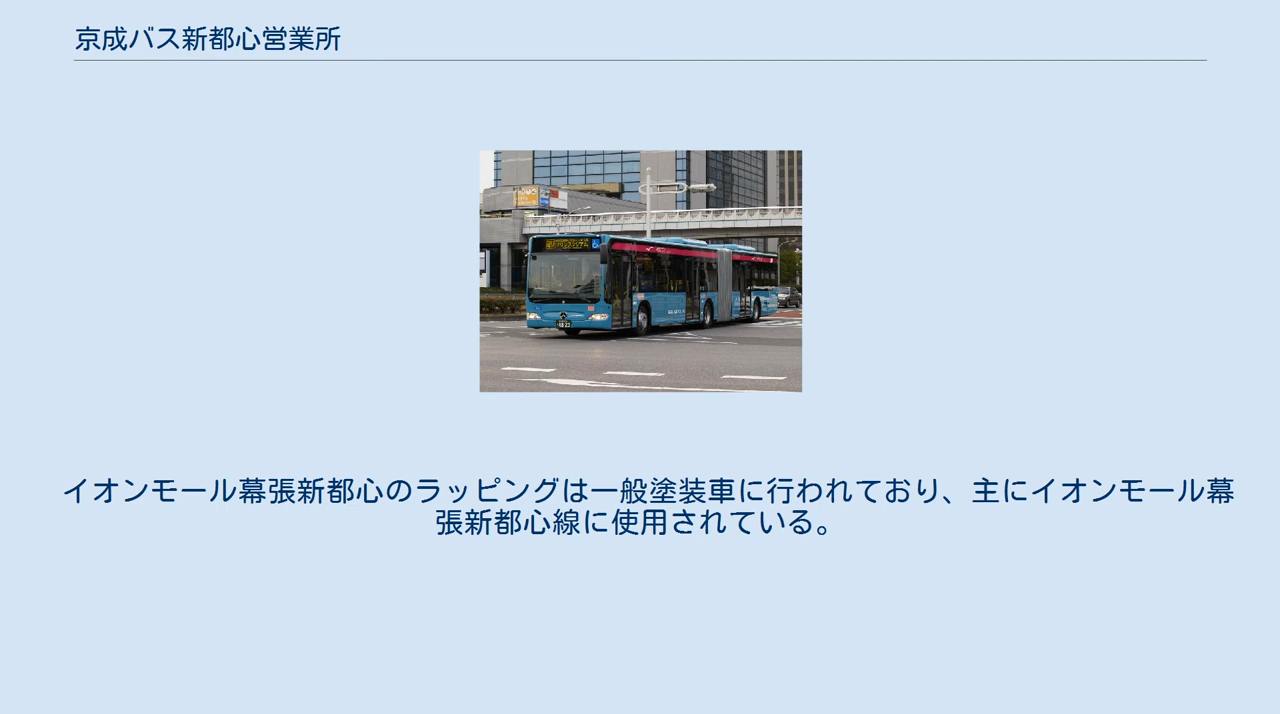 京成バス新都心営業所
イオンモール幕張新都心のラッピングは一般塗装車に行われており、主にイオンモール幕
張新都心線に使用されている。